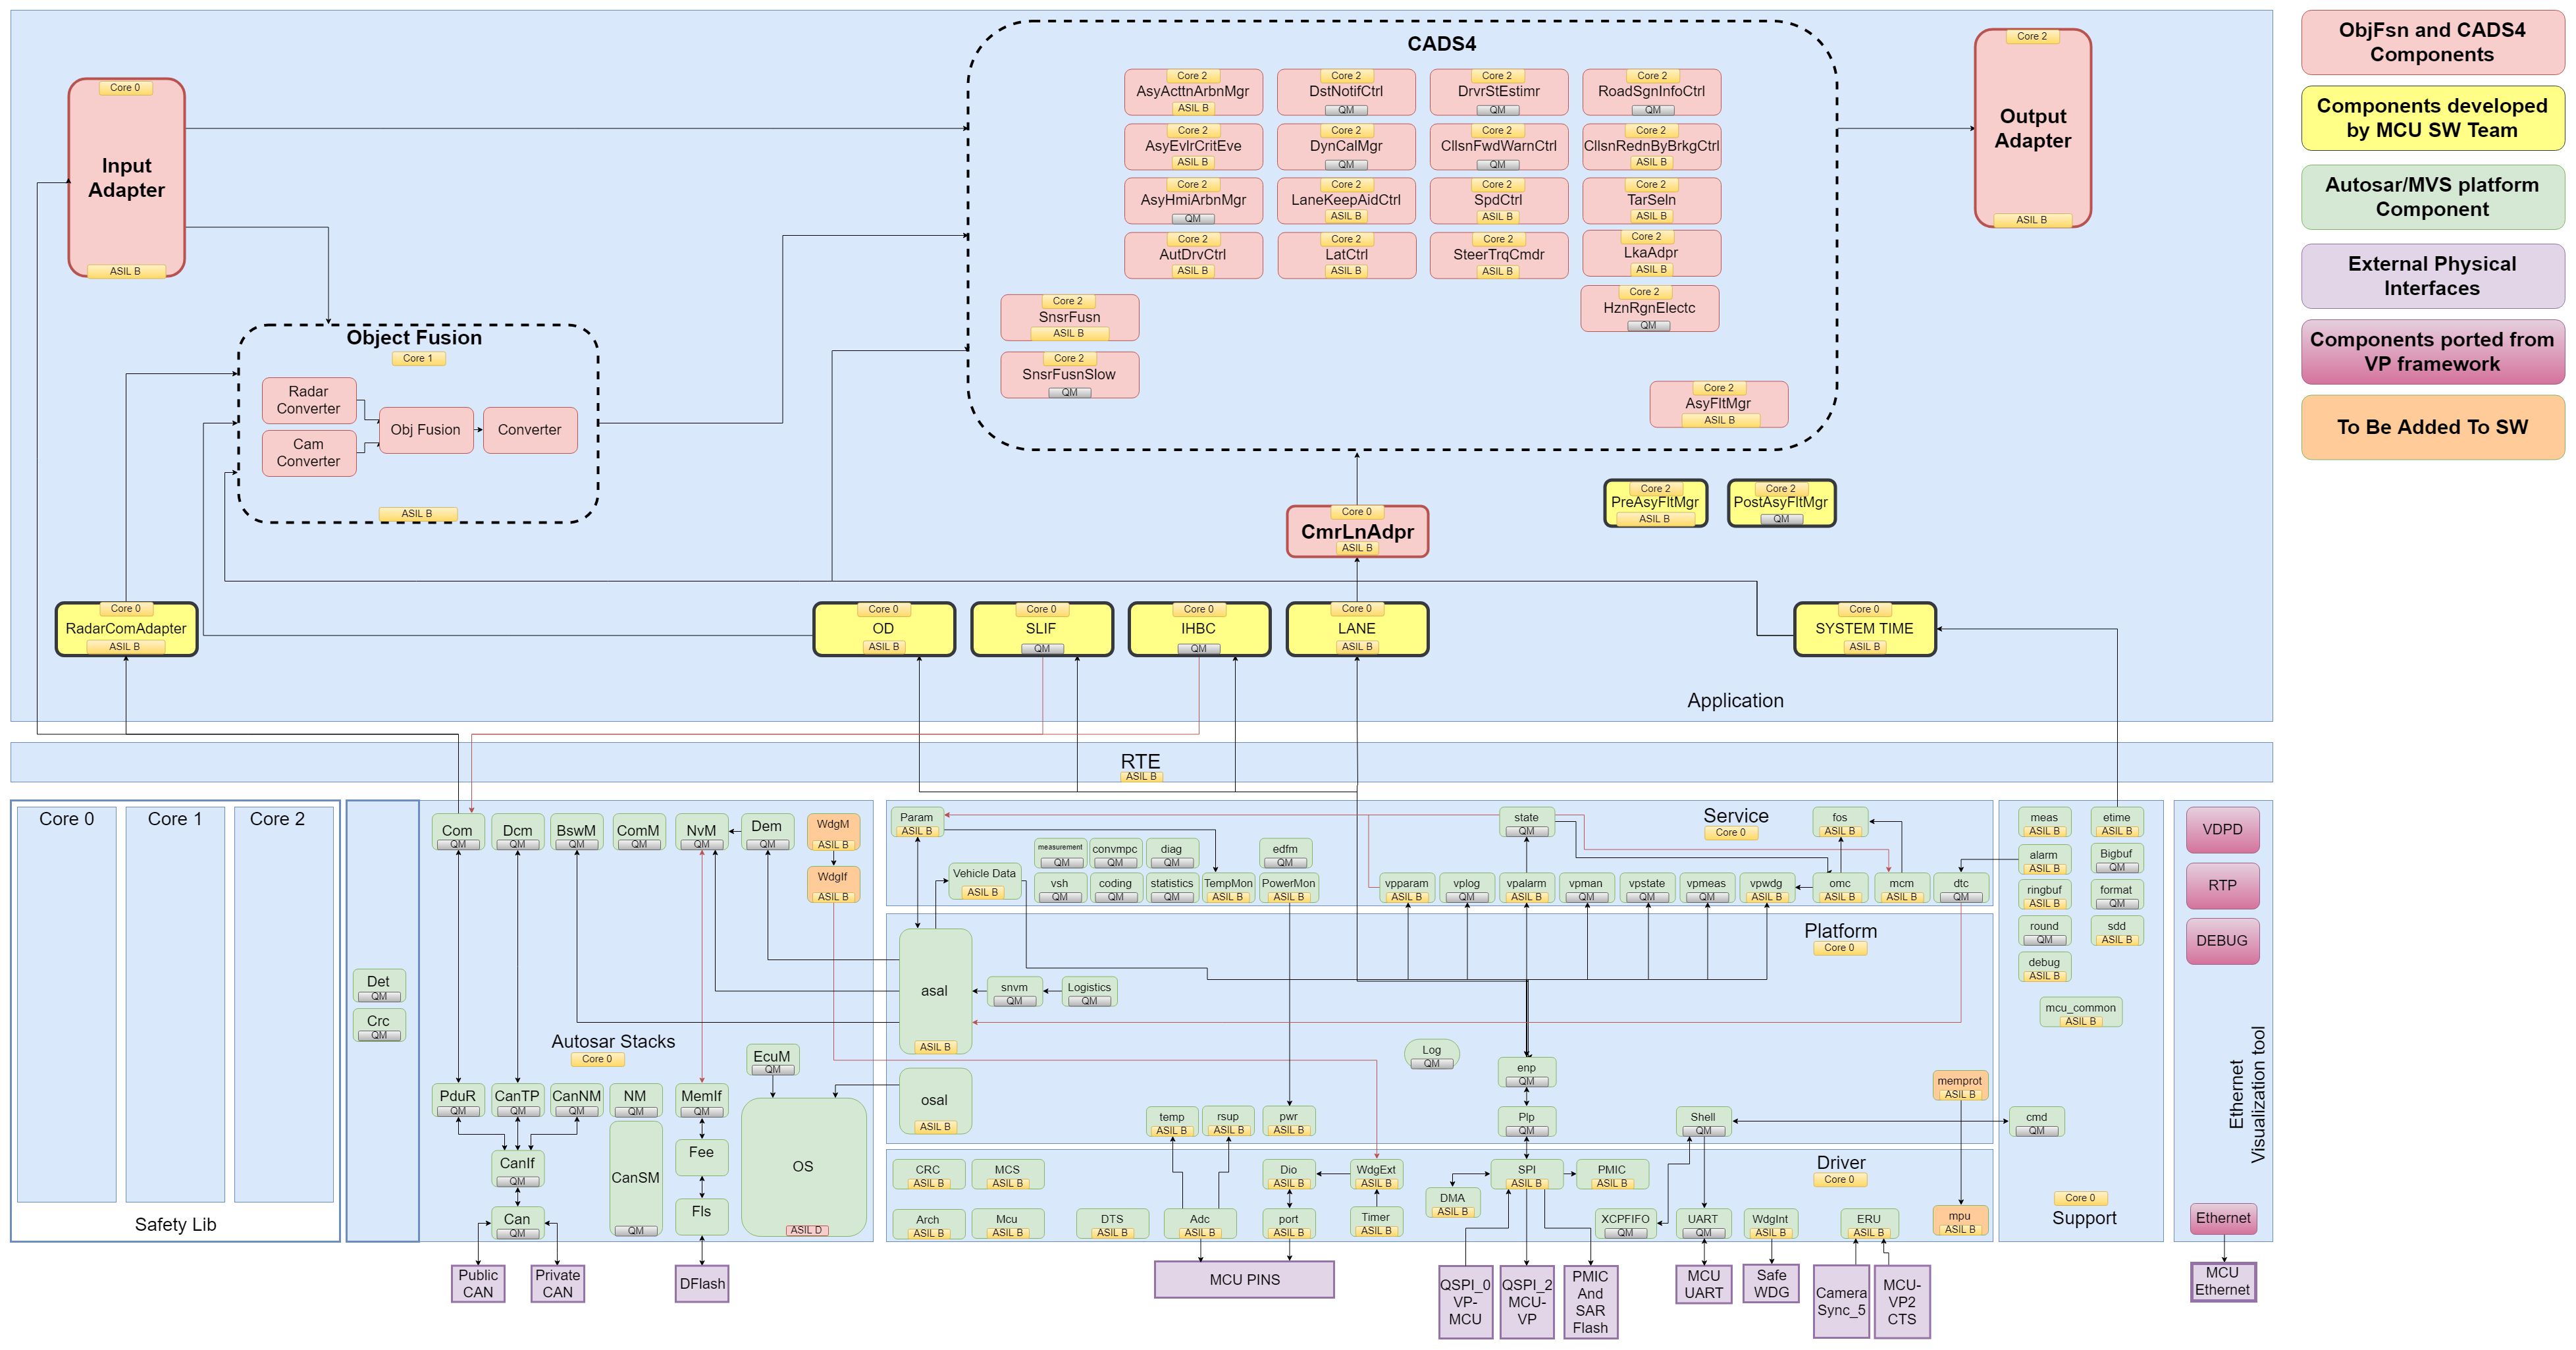 CADS4
Core 2
AsyActtnArbnMgr
ASIL B
Core 2
DstNotifCtrl
QM
Core 2
DrvrStEstimr
QM
Core 2
RoadSgnInfoCtrl
QM
Core 2
AsyEvlrCritEve
ASIL B
Core 2
DynCalMgr
QM
Core 2
CllsnFwdWarnCtrl
QM
Core 2
CllsnRednByBrkgCtrl
ASIL B
Core 2
AsyHmiArbnMgr
QM
Core 2
LaneKeepAidCtrl
ASIL B
Core 2
SpdCtrl
ASIL B
Core 2
TarSeln
ASIL B
Core 2
AutDrvCtrl
ASIL B
Core 2
LatCtrl
ASIL B
Core 2
SteerTrqCmdr
ASIL B
Core 2
LkaAdpr
ASIL B
Core 2
SnsrFusn
ASIL B
Core 2
HznRgnElectc
QM
Core 2
SnsrFusnSlow
QM
Core 2
AsyFltMgr
ASIL B
Core 0
Input
Adapter
ASIL B
Core 2
Output
Adapter
ASIL B
ObjFsn and CADS4
Components
Components developed
by MCU SW Team
Autosar/MVS platform
Component
External Physical
Interfaces
Components ported from
VP framework
To Be Added To SW
Object Fusion
Core 1
Radar
Converter
Cam
Converter
Obj Fusion
Converter
ASIL B
Core 0
CmrLnAdpr
ASIL B
Core 2
PreAsyFltMgr
ASIL B
Core 2
PostAsyFltMgr
QM
Core 0
RadarComAdapter
ASIL B
Core 0
OD
ASIL B
Core 0
SLIF
QM
Core 0
IHBC
QM
Core 0
LANE
ASIL B
Core 0
SYSTEM TIME
ASIL B
Application
RTE
ASIL B
Core 0
Core 1
Core 2
Safety Lib
Det
QM
Crc
QM
Com
QM
Dcm
QM
BswM
QM
ComM
QM
NvM
QM
Dem
QM
WdgM
ASIL B
WdgIf
ASIL B
Autosar Stacks
Core 0
EcuM
QM
PduR
QM
CanTP
QM
CanNM
QM
NM
QM
MemIf
QM
CanIf
QM
CanSM
QM
Fee
Fls
Can
QM
OS
ASIL D
Public
CAN
Private
CAN
DFlash
Service
Core 0
Param
ASIL B
state
QM
fos
ASIL B
measurement
QM
convmpc
QM
diag
QM
edfm
QM
Vehicle Data
ASIL B
vsh
QM
coding
QM
statistics
QM
TempMon
ASIL B
PowerMon
ASIL B
vpparam
ASIL B
vplog
QM
vpalarm
ASIL B
vpman
QM
vpstate
QM
vpmeas
QM
vpwdg
ASIL B
omc
ASIL B
mcm
ASIL B
dtc
QM
Platform
Core 0
asal
ASIL B
snvm
QM
Logistics
QM
Log
QM
enp
QM
osal
ASIL B
temp
ASIL B
rsup
ASIL B
pwr
ASIL B
Plp
QM
Shell
QM
memprot
ASIL B
Driver
Core 0
CRC
ASIL B
MCS
ASIL B
Dio
ASIL B
WdgExt
ASIL B
SPI
ASIL B
PMIC
ASIL B
DMA
ASIL B
Arch
ASIL B
Mcu
ASIL B
DTS
ASIL B
Adc
ASIL B
port
ASIL B
Timer
ASIL B
XCPFIFO
QM
UART
QM
WdgInt
ASIL B
ERU
ASIL B
mpu
ASIL B
MCU PINS
QSPI_0
VP-
MCU
QSPI_2
MCU-
VP
PMIC
And
SAR
Flash
MCU
UART
Safe
WDG
Camera
Sync_5
MCU-
VP2
CTS
meas
ASIL B
etime
ASIL B
alarm
ASIL B
Bigbuf
QM
ringbuf
ASIL B
format
QM
round
QM
sdd
ASIL B
debug
ASIL B
mcu_common
ASIL B
cmd
QM
Core 0
Support
VDPD
RTP
DEBUG
Ethernet
Visualization tool
Ethernet
MCU
Ethernet